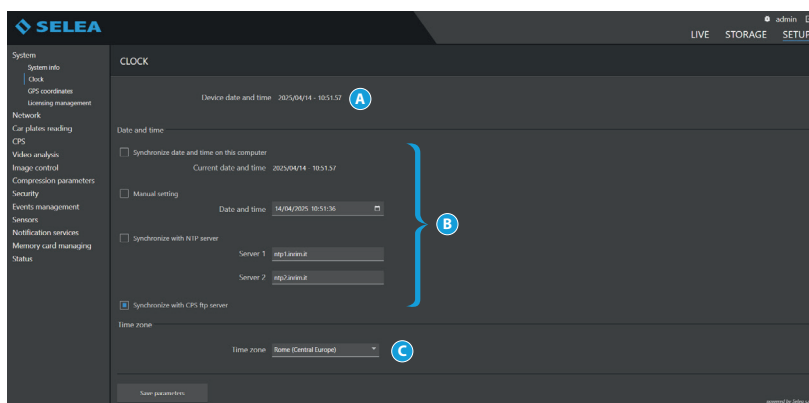 SELEA
admin
LIVE STORAGE SETUP
System
System info
Clock
GPS coordinates
Licensing management
Network
Car plates reading
CPS
Video analysis
Image control
Compression parameters
Security
Events management
Sensors
Notification services
Memory card managing
Status
CLOCK
Device date and time 2025/04/14 - 10:51:57 A
Date and time
Synchronize date and time on this computer
Current date and time 2025/04/14 - 10:51:57
Manual setting
Date and time 14/04/2025 10:51:36
B
Synchronize with NTP server
Server 1 ntp1.inrim.it
Server 2 ntp2.inrim.it
Synchronize with CPS ftp server
Time zone
Time zone Rome (Central Europe) C
Save parameters
powered by Selea